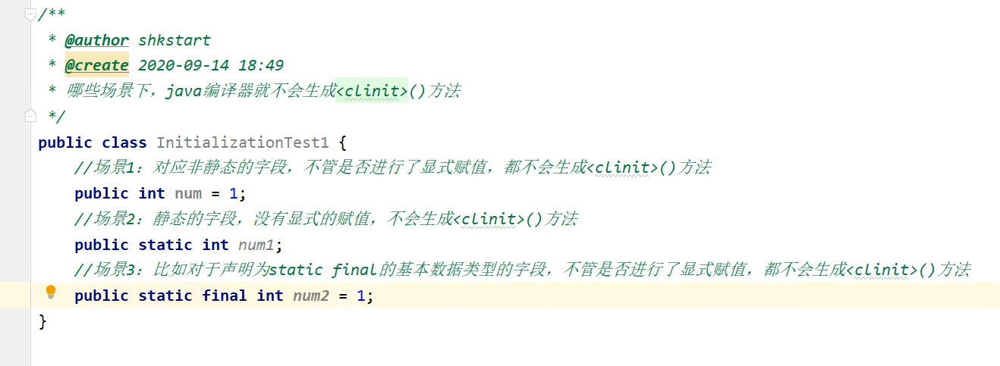 /**
 * @author shkstart
 * @create 2020-09-14 18:49
 * 哪些场景下，java编译器就不会生成<clinit>()方法
 */
public class InitializationTest1 {
    //场景1：对应非静态的字段，不管是否进行了显式赋值，都不会生成<clinit>()方法
    public int num = 1;
    //场景2：静态的字段，没有显式的赋值，不会生成<clinit>()方法
    public static int num1;
    //场景3：比如对于声明为static final的基本数据类型的字段，不管是否进行了显式赋值，都不会生成<clinit>()方法
    public static final int num2 = 1;
}